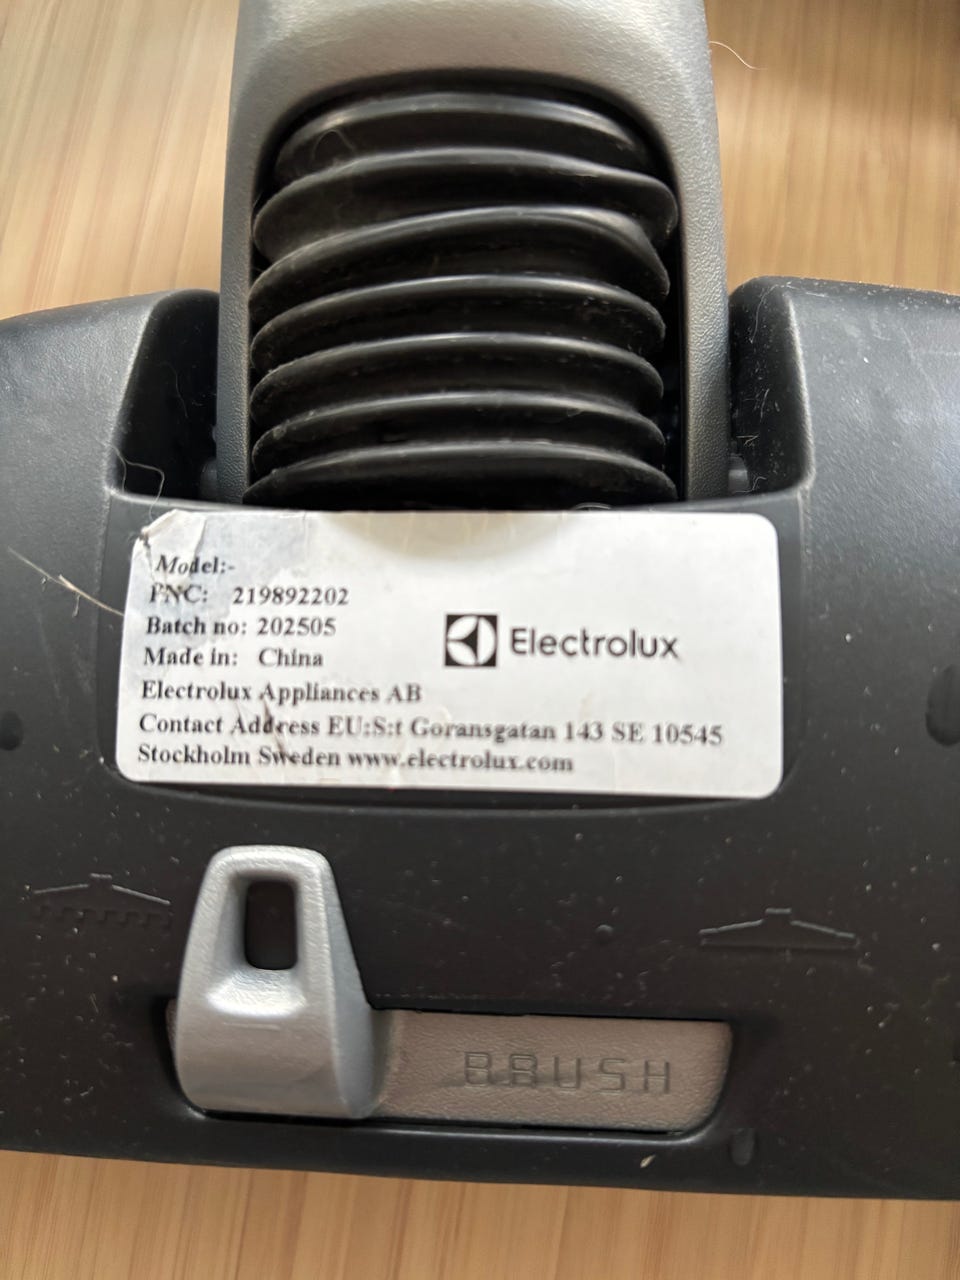 Model:-
PNC: 219892202
Batch no: 202505
Made in: China
Electrolux
Electrolux Appliances AB
Contact Address EU:S:t Goransgatan 143 SE 10545
Stockholm Sweden www.electrolux.com
BRUSH